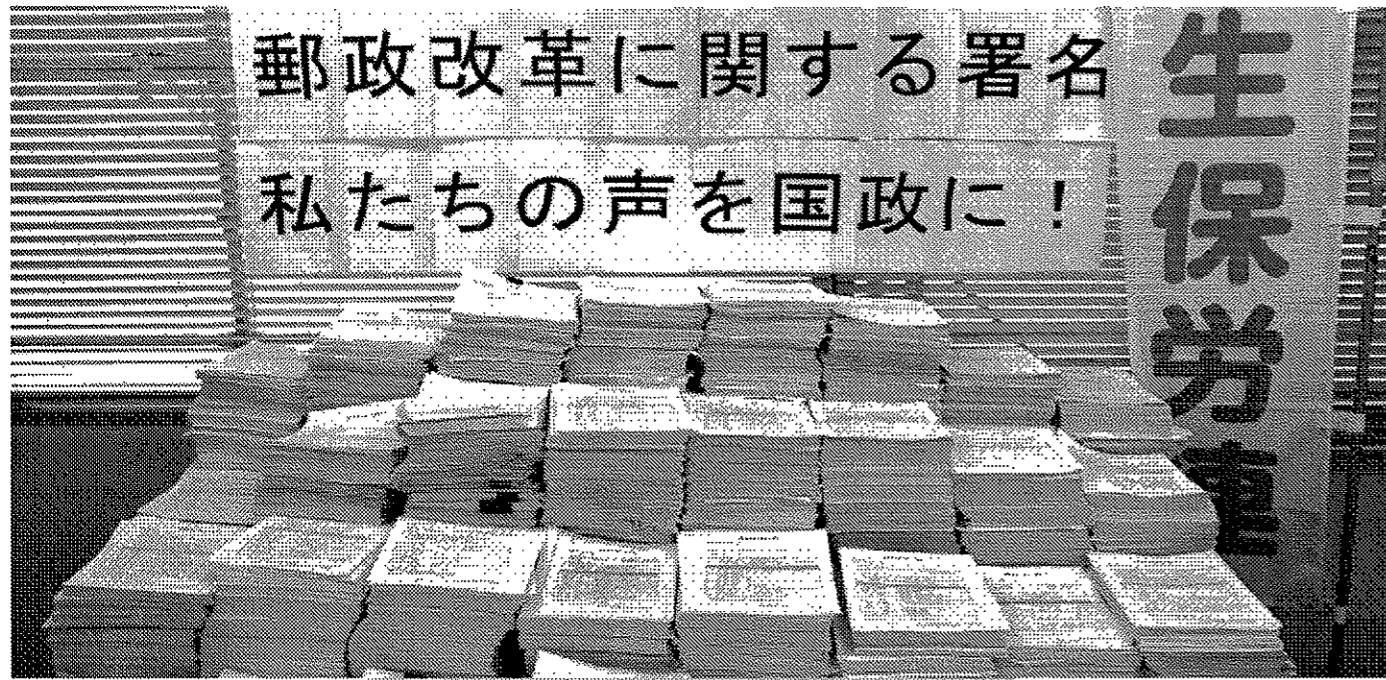 郵政改革に関する署名
私たちの声を国政に！
生保労連